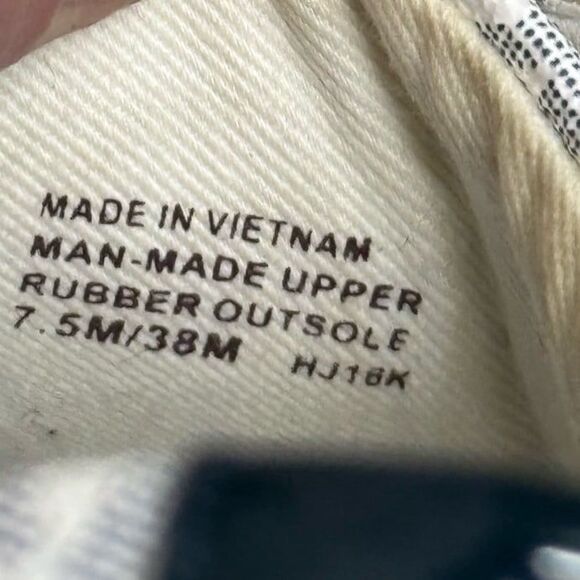 MADE IN VIETNAM
MAN-MADE UPPER
RUBBER OUTSOLE
7.5M/38M HJ16K